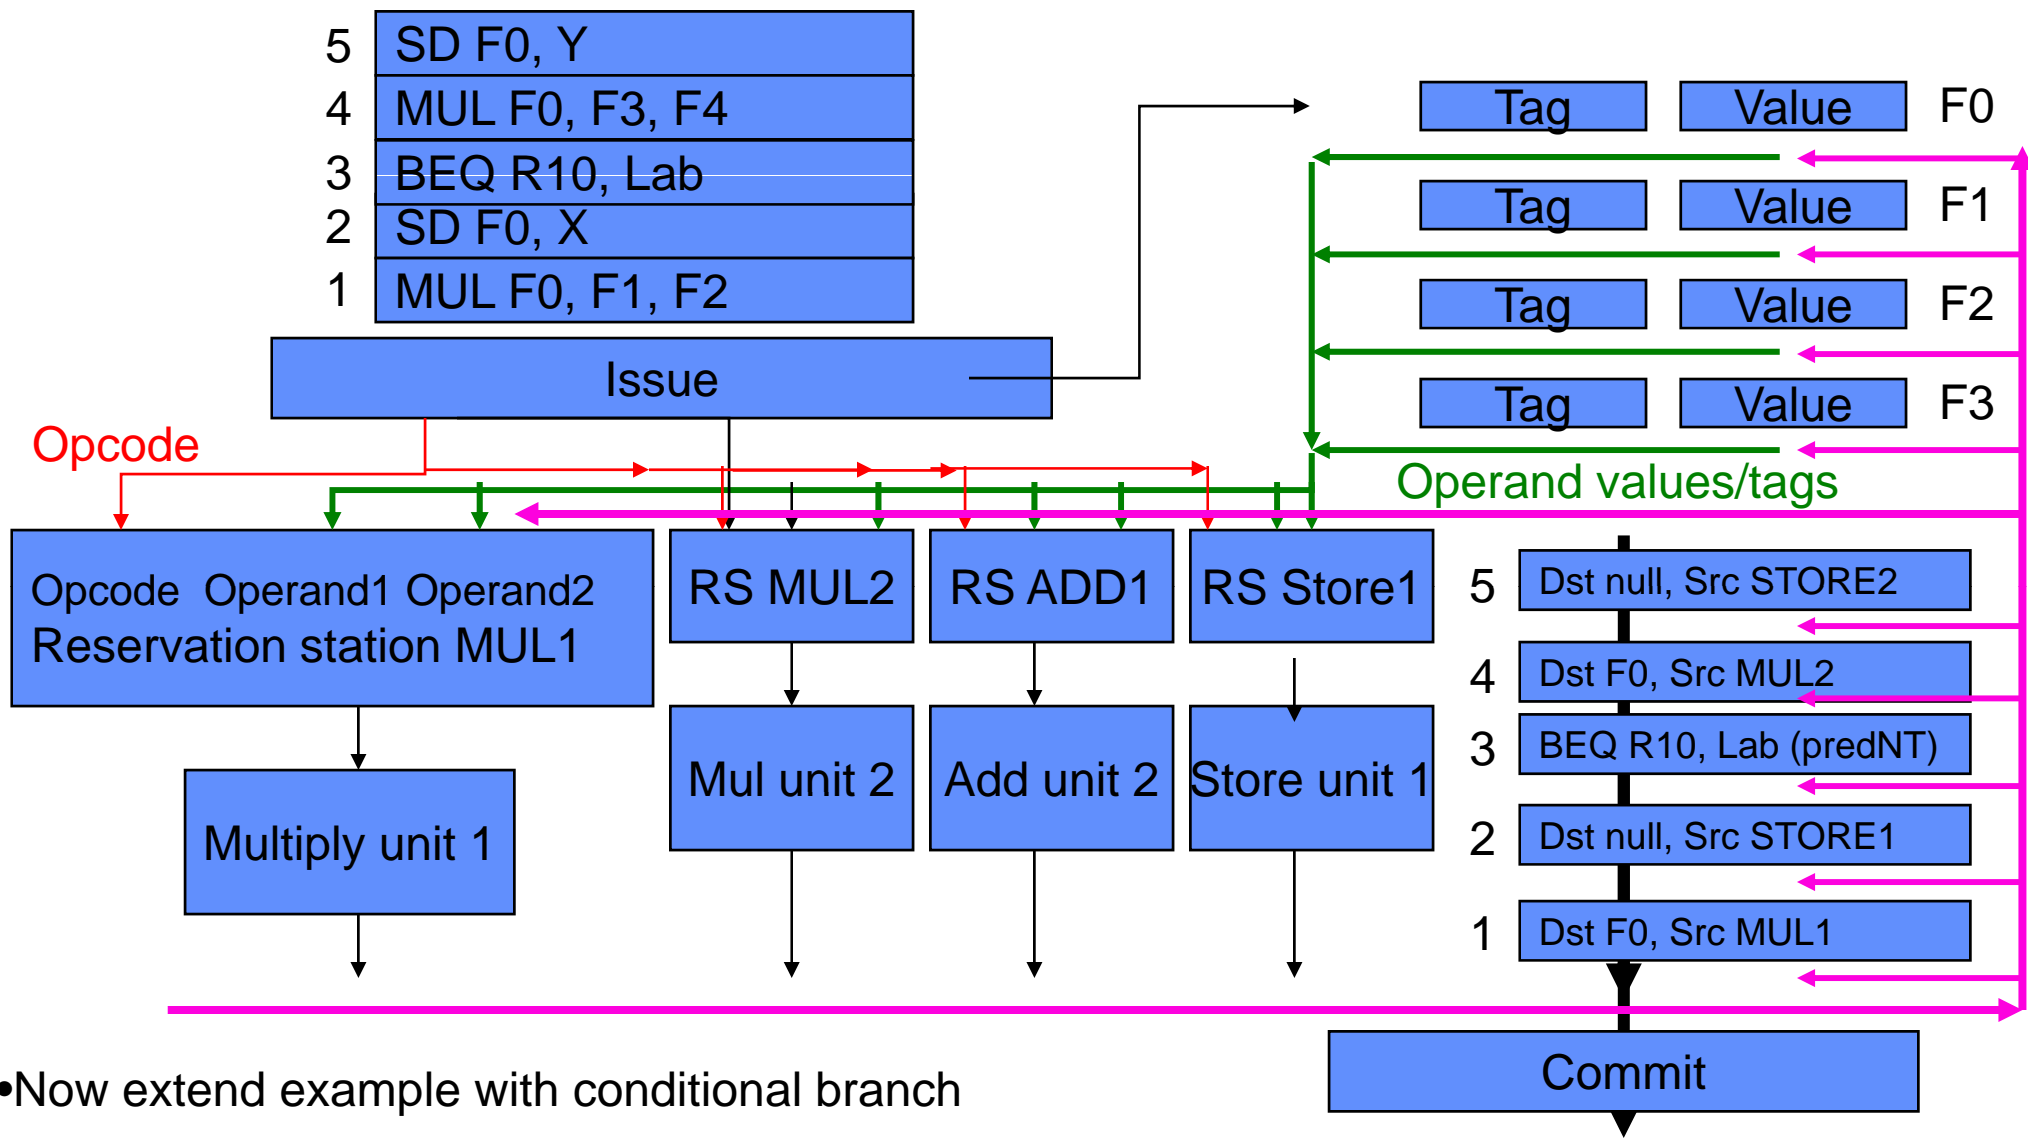 5 SD F0, Y
4 MUL F0, F3, F4
3 BEQ R10, Lab
2 SD F0, X
1 MUL F0, F1, F2
Issue
Tag Value F0
Tag Value F1
Tag Value F2
Tag Value F3
Opcode
Operand values/tags
Opcode Operand1 Operand2
Reservation station MUL1
RS MUL2
RS ADD1
RS Store1
Multiply unit 1
Mul unit 2
Add unit 2
Store unit 1
5 Dst null, Src STORE2
4 Dst F0, Src MUL2
3 BEQ R10, Lab (predNT)
2 Dst null, Src STORE1
1 Dst F0, Src MUL1
Commit
•Now extend example with conditional branch